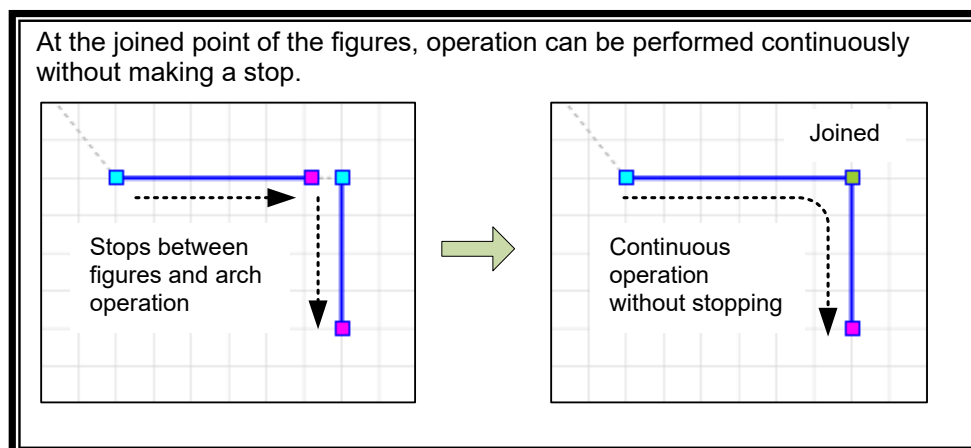 At the joined point of the figures, operation can be performed continuously
without making a stop.
Stops between
figures and arch
operation
Joined
Continuous
operation
without stopping